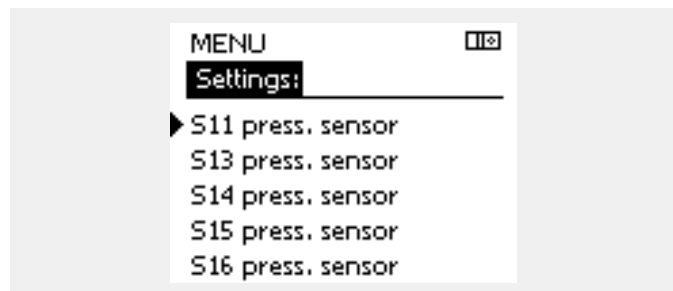 MENU
Settings:
S11 press. sensor
S13 press. sensor
S14 press. sensor
S15 press. sensor
S16 press. sensor